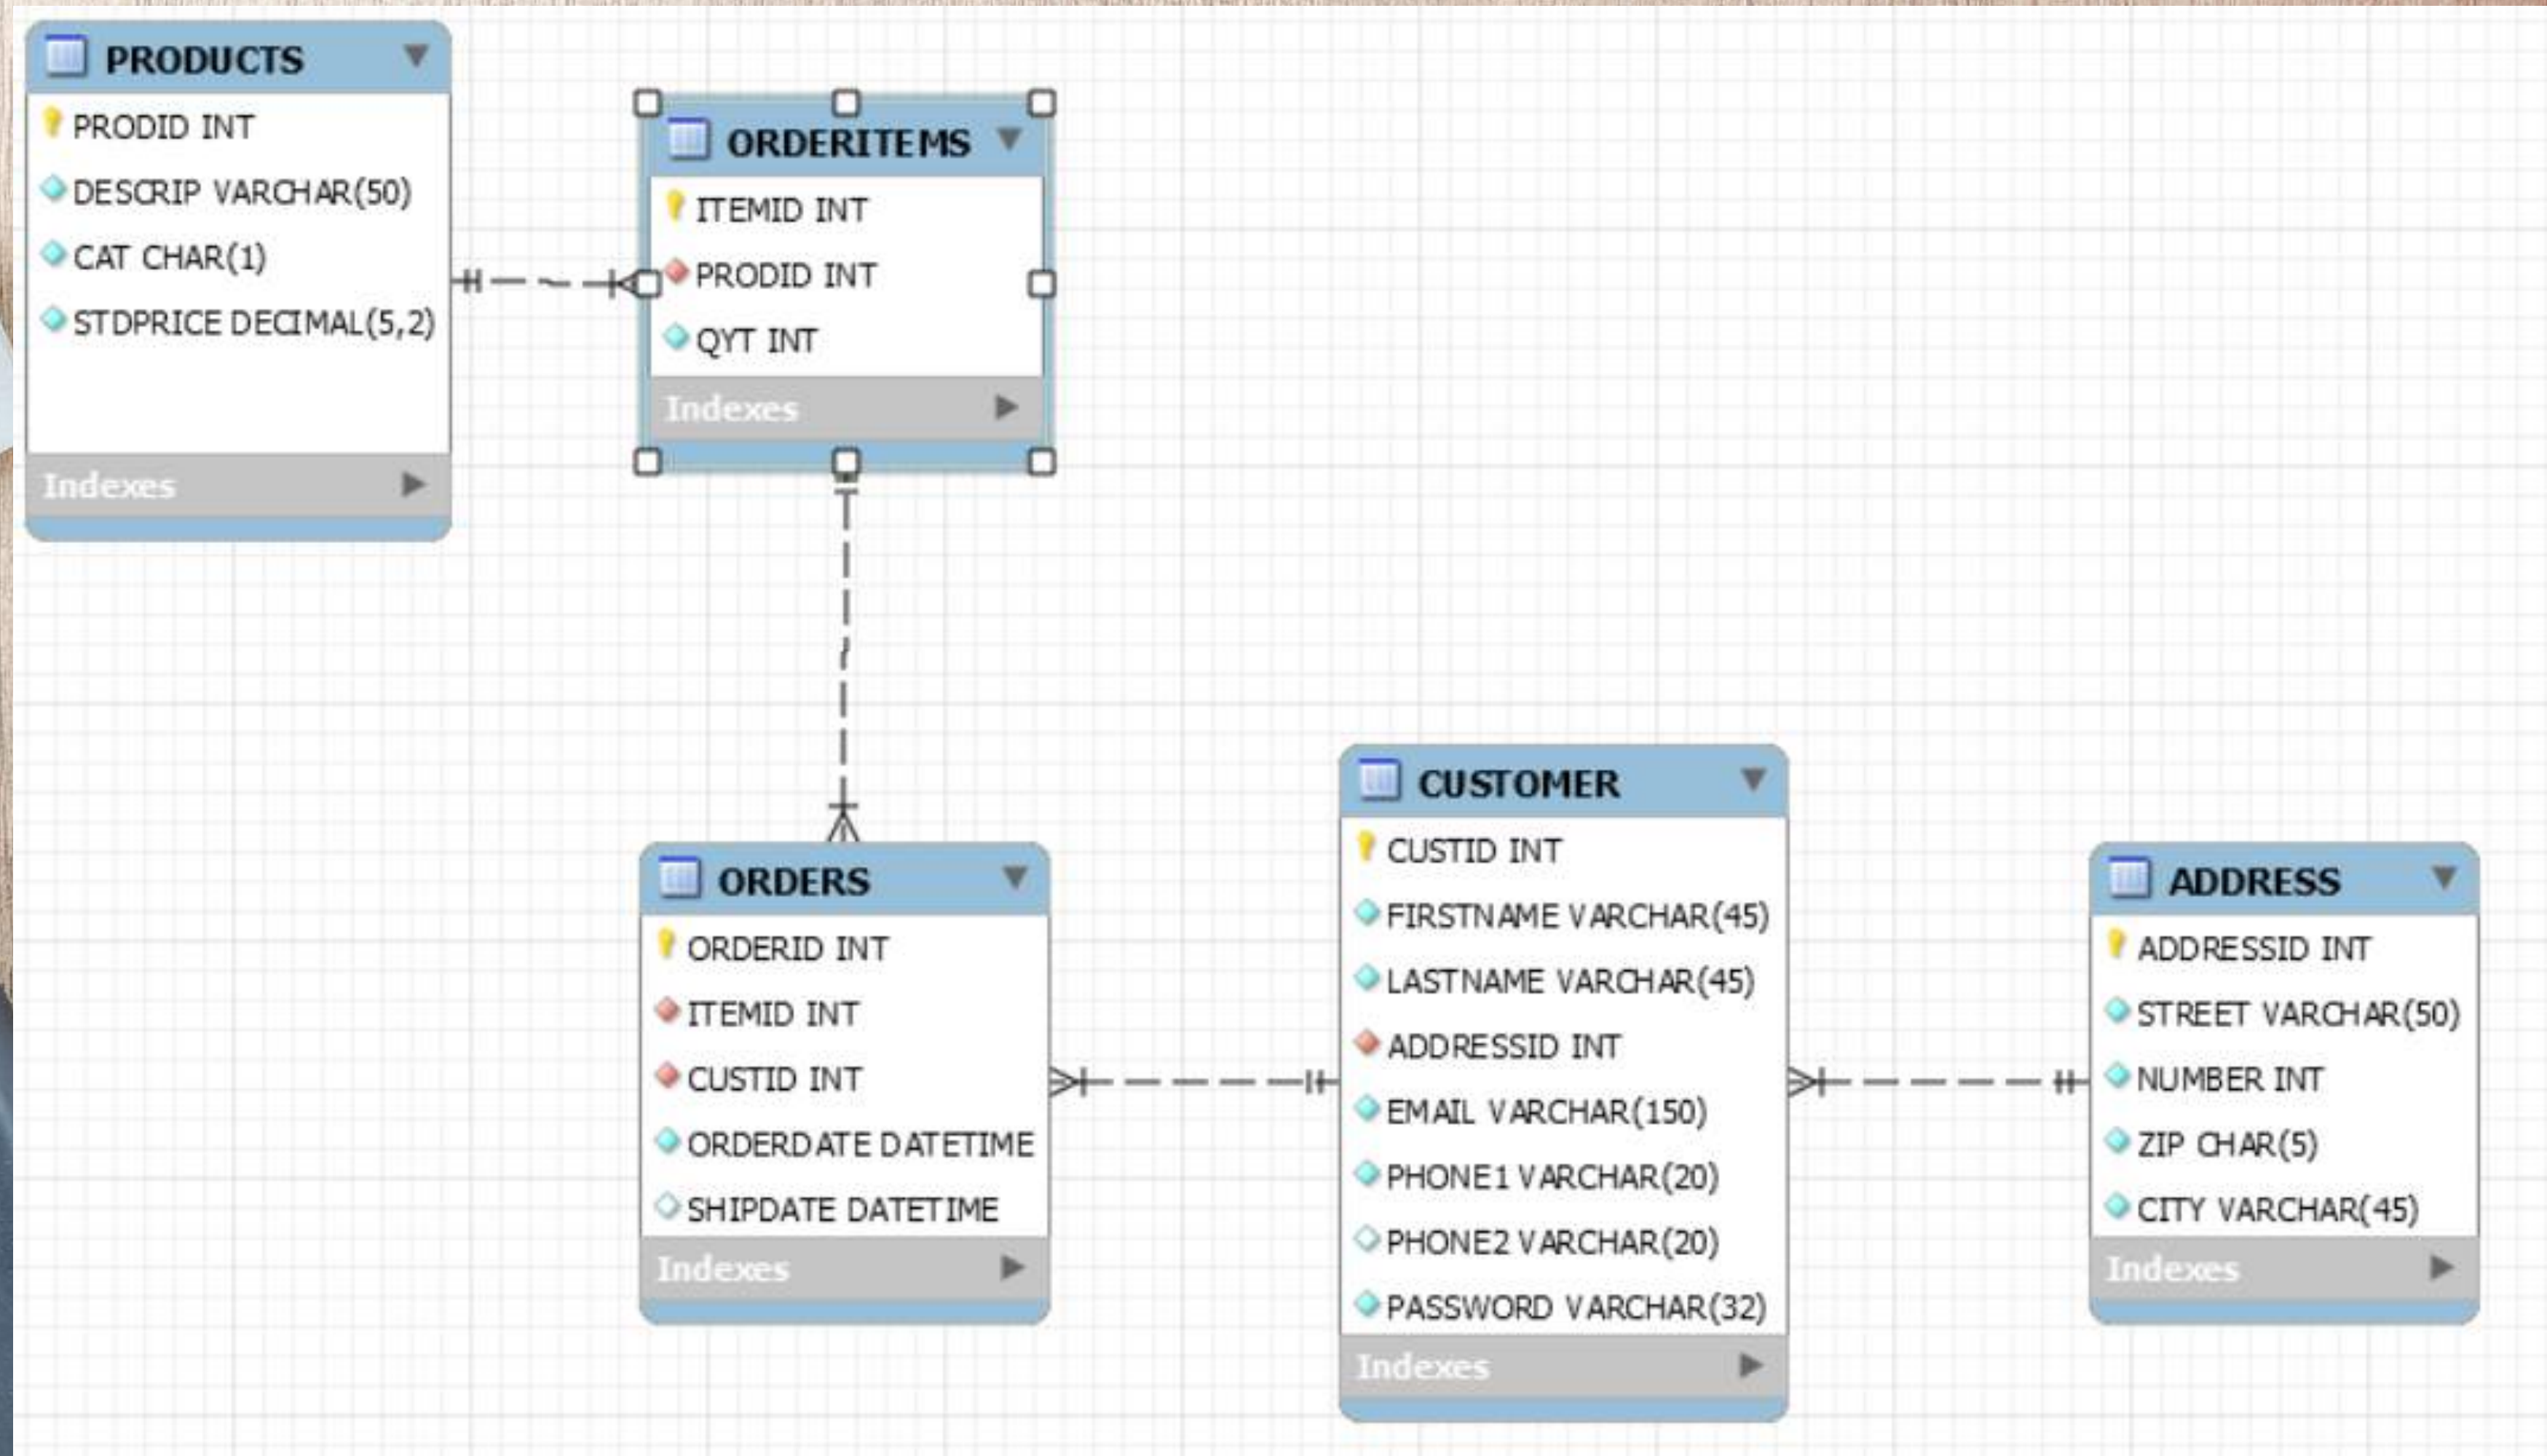 PRODUCTS
PRODID INT
DESCRIP VARCHAR(50)
CAT CHAR(1)
STDPRICE DECIMAL(5,2)
Indexes
ORDERITEMS
ITEMID INT
PRODID INT
QYT INT
Indexes
ORDERS
ORDERID INT
ITEMID INT
CUSTID INT
ORDERDATE DATETIME
SHIPDATE DATETIME
Indexes
CUSTOMER
CUSTID INT
FIRSTNAME VARCHAR(45)
LASTNAME VARCHAR(45)
ADDRESSID INT
EMAIL VARCHAR(150)
PHONE1 VARCHAR(20)
PHONE2 VARCHAR(20)
PASSWORD VARCHAR(32)
Indexes
ADDRESS
ADDRESSID INT
STREET VARCHAR(50)
NUMBER INT
ZIP CHAR(5)
CITY VARCHAR(45)
Indexes